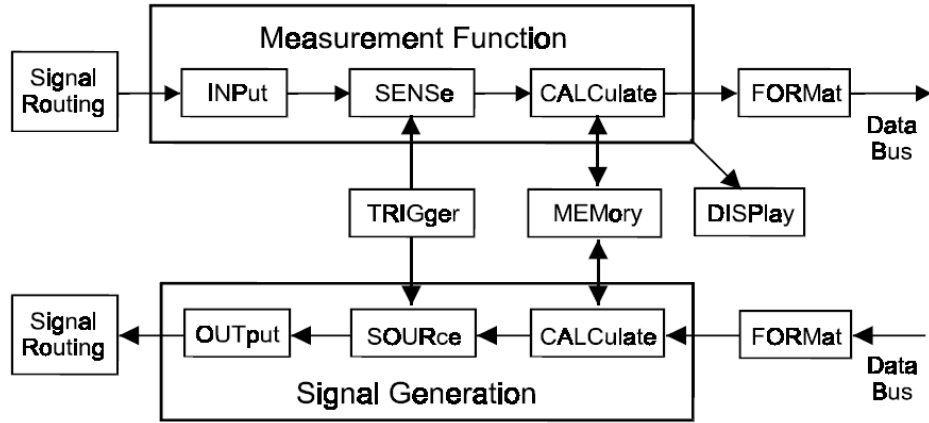 Measurement Function
Signal
Routing
INPut
SENSe
CALCulate
FORMat
Data
Bus
TRIGger
MEMory
DISPlay
Signal
Routing
OUTput
SOURce
CALCulate
FORMat
Data
Bus
Signal Generation